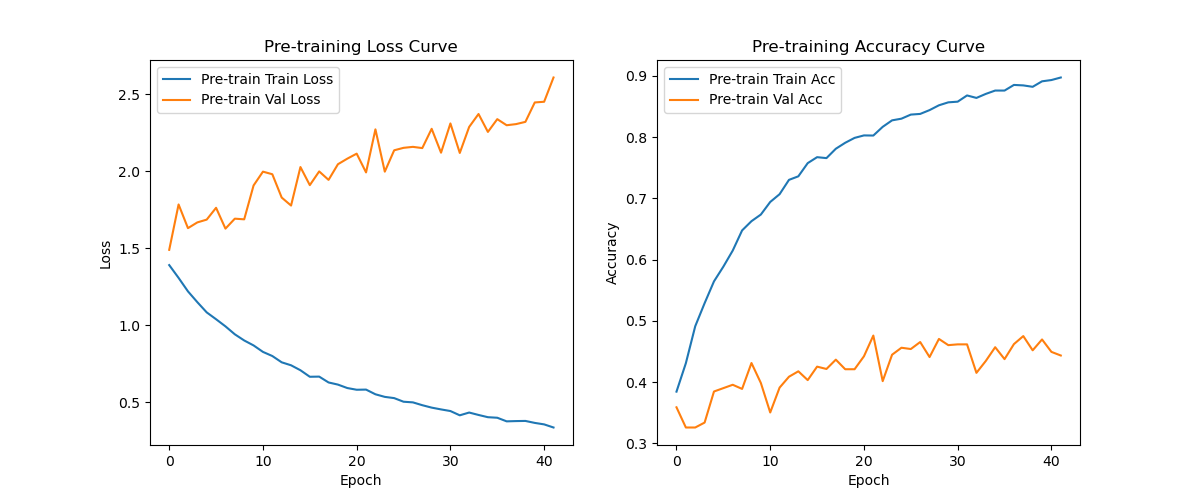 Pre-training Loss Curve
Pre-train Train Loss
Pre-train Val Loss
2.5
2.0
1.5
1.0
0.5
Loss
0
10
20
30
40
Epoch
Pre-training Accuracy Curve
Pre-train Train Acc
Pre-train Val Acc
0.9
0.8
0.7
0.6
0.5
0.4
0.3
Accuracy
0
10
20
30
40
Epoch